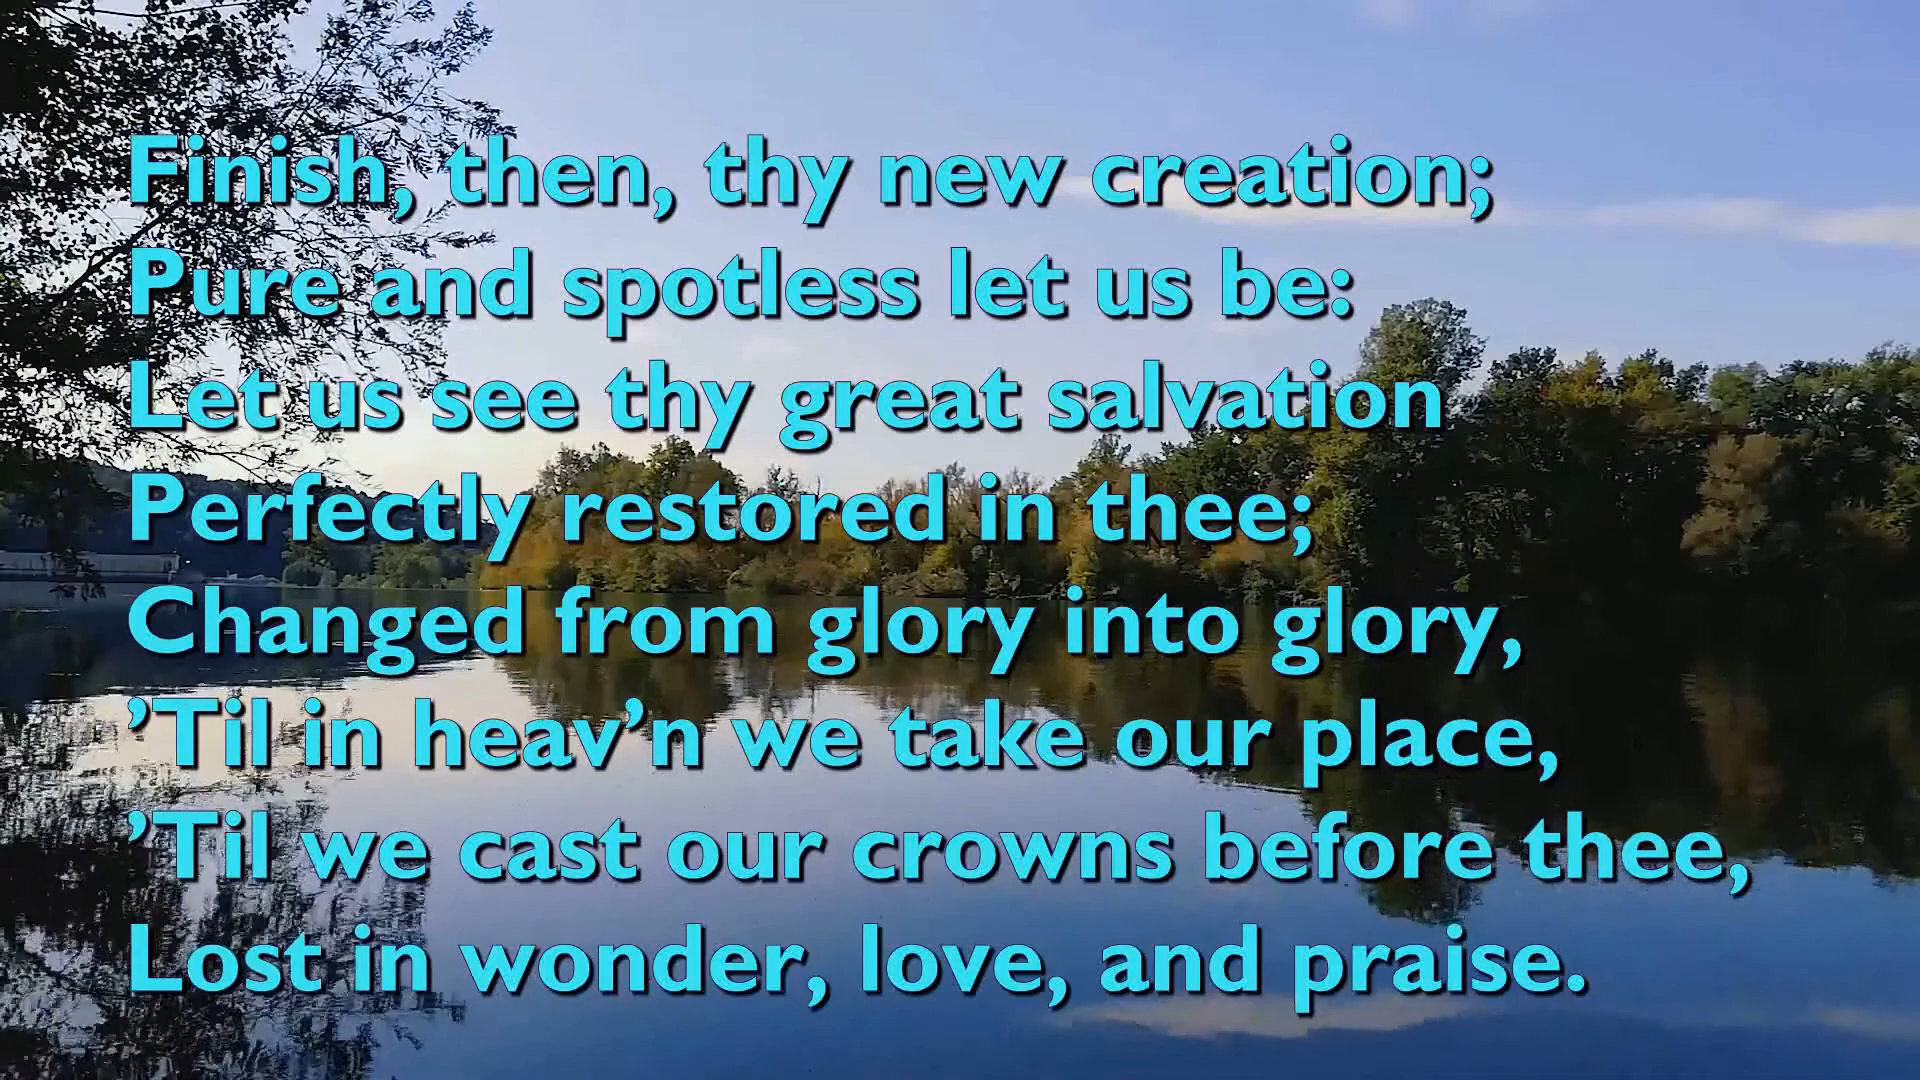 Finish, then, thy new creation;
Pure and spotless let us be:
Let us see thy great salvation
Perfectly restored in thee;
Changed from glory into glory,
’Til in heav’n we take our place,
’Til we cast our crowns before thee,
Lost in wonder, love, and praise.